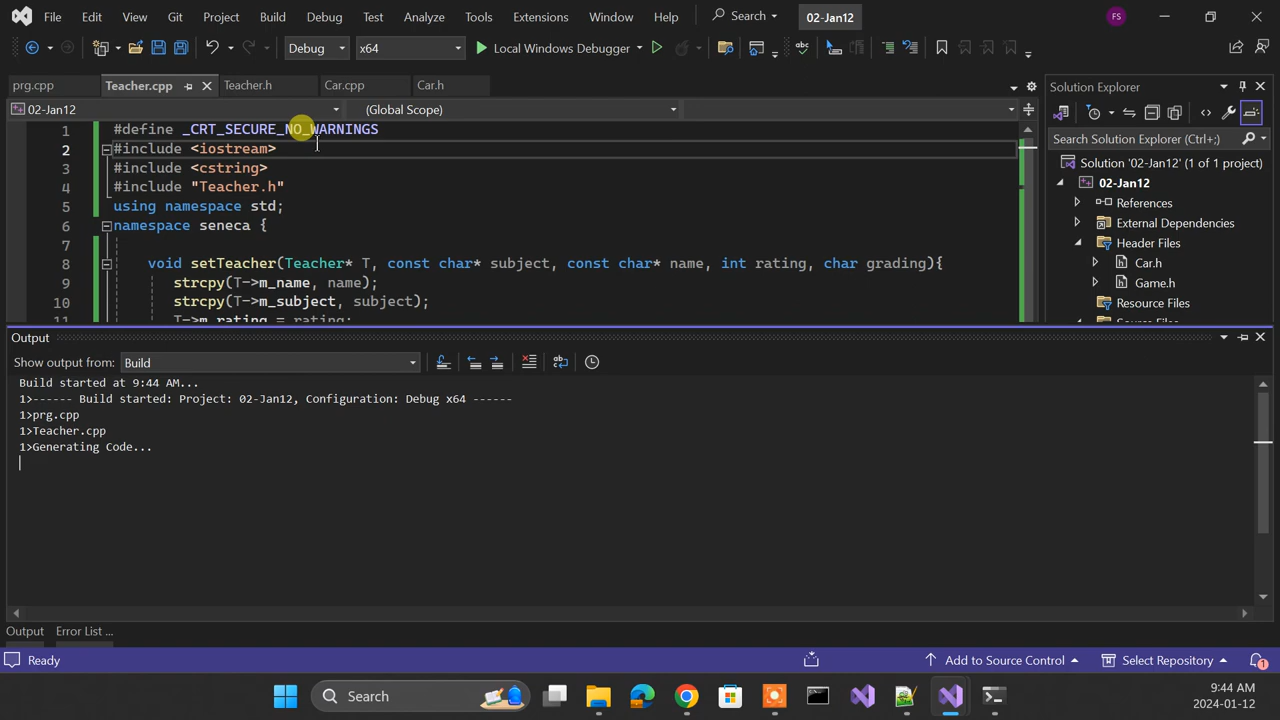 File Edit View Git Project Build Debug Test Analyze Tools Extensions Window Help Search 02-Jan12 FS
Debug x64 Local Windows Debugger
prg.cpp Teacher.cpp Teacher.h Car.cpp Car.h
02-Jan12 (Global Scope)
1 #define _CRT_SECURE_NO_WARNINGS
2 #include <iostream>
3 #include <cstring>
4 #include "Teacher.h"
5 using namespace std;
6 namespace seneca {
7
8 void setTeacher(Teacher* T, const char* subject, const char* name, int rating, char grading){
9 strcpy(T->m_name, name);
10 strcpy(T->m_subject, subject);
11 T->m_rating = rating;
Solution Explorer
Search Solution Explorer (Ctrl+;)
Solution '02-Jan12' (1 of 1 project)
02-Jan12
References
External Dependencies
Header Files
Car.h
Game.h
Resource Files
Source Files
Output
Show output from: Build
Build started at 9:44 AM...
1>------ Build started: Project: 02-Jan12, Configuration: Debug x64 ------
1>prg.cpp
1>Teacher.cpp
1>Generating Code...
Output Error List ...
Ready Add to Source Control Select Repository 1
Search 9:44 AM
2024-01-12